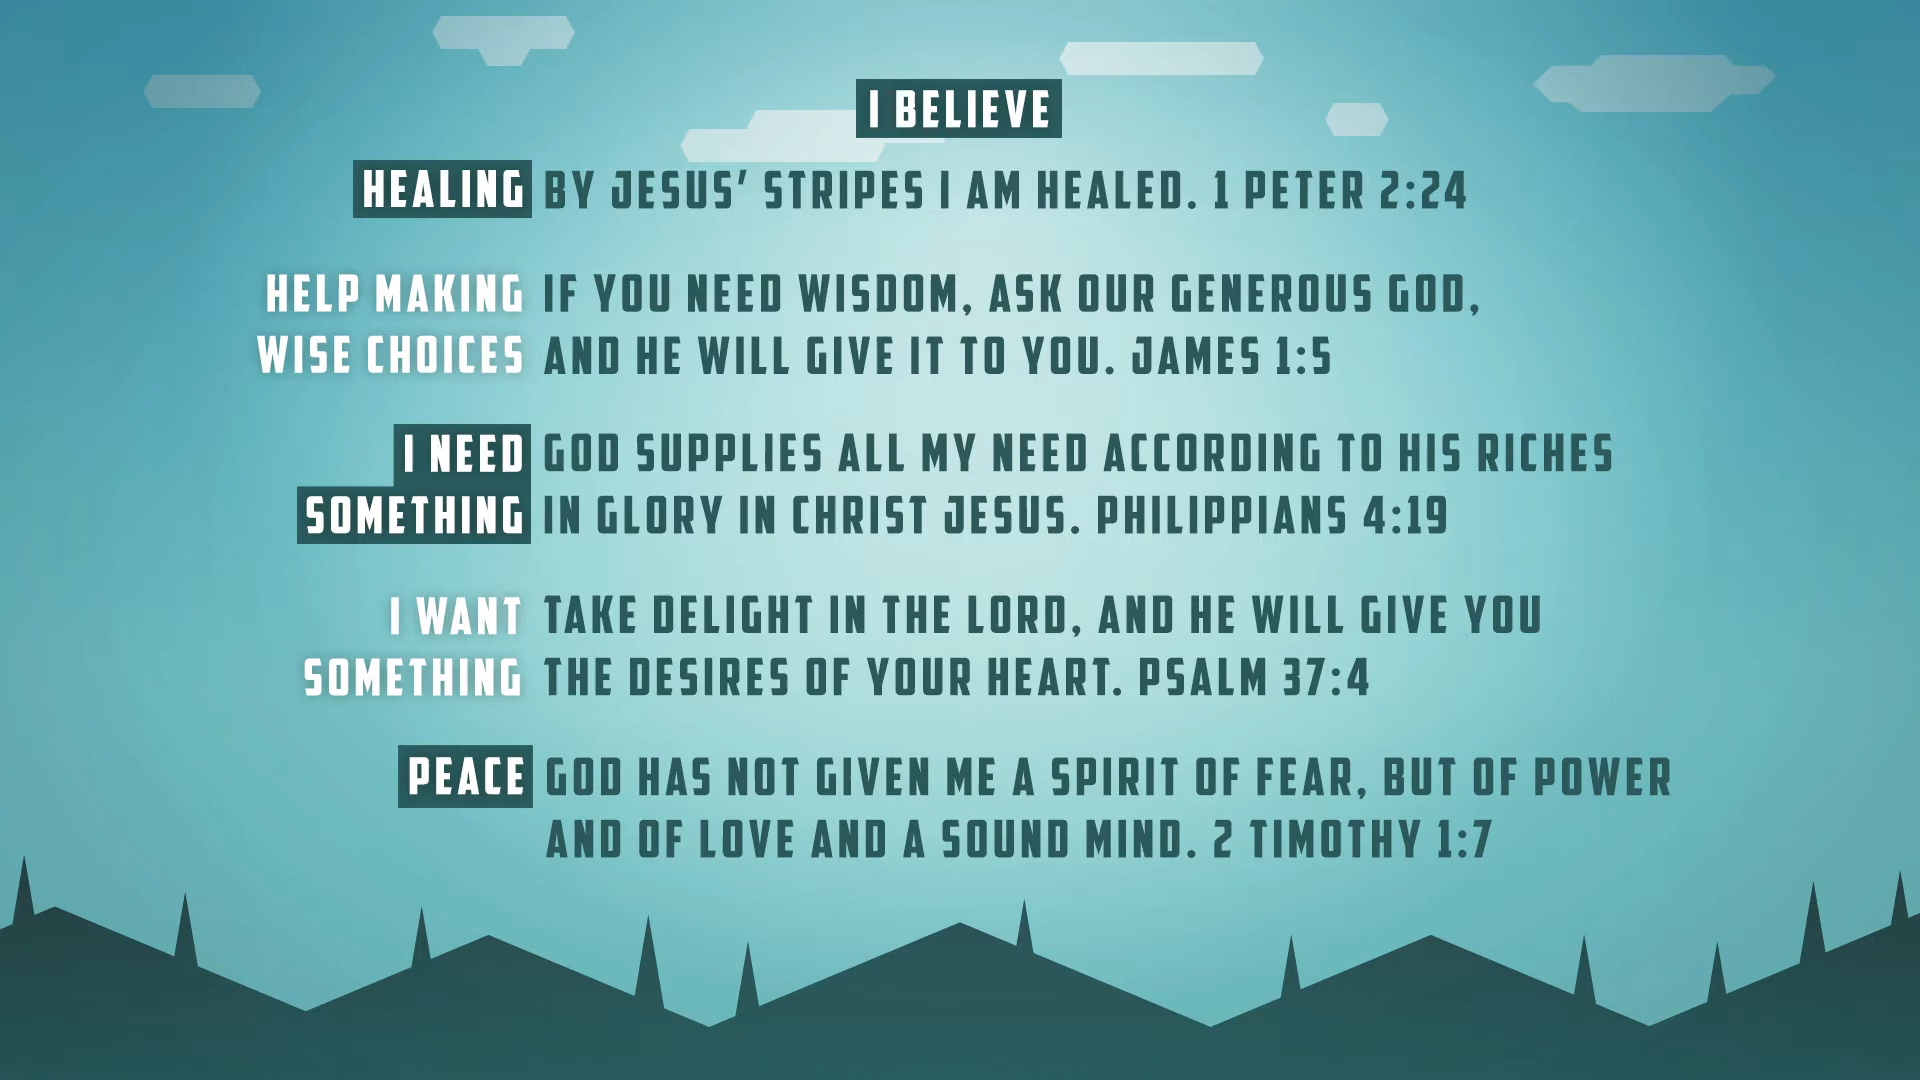 I BELIEVE
HEALING BY JESUS' STRIPES I AM HEALED. 1 PETER 2:24
HELP MAKING IF YOU NEED WISDOM, ASK OUR GENEROUS GOD,
WISE CHOICES AND HE WILL GIVE IT TO YOU. JAMES 1:5
I NEED GOD SUPPLIES ALL MY NEED ACCORDING TO HIS RICHES
SOMETHING IN GLORY IN CHRIST JESUS. PHILIPPIANS 4:19
I WANT TAKE DELIGHT IN THE LORD, AND HE WILL GIVE YOU
SOMETHING THE DESIRES OF YOUR HEART. PSALM 37:4
PEACE GOD HAS NOT GIVEN ME A SPIRIT OF FEAR, BUT OF POWER
AND OF LOVE AND A SOUND MIND. 2 TIMOTHY 1:7